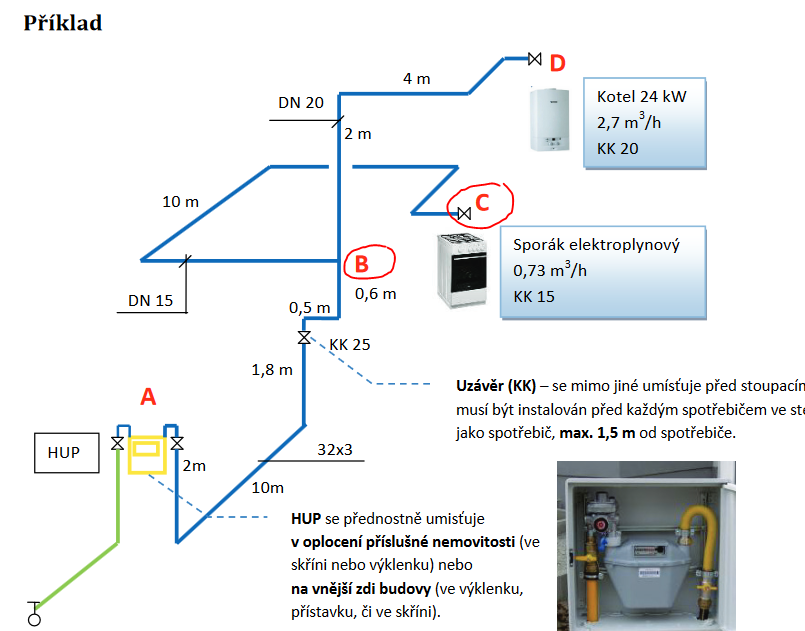 Příklad
D
4 m
Kotel 24 kW
DN 20
2,7 m³/h
2 m
KK 20
C
10 m
Sporák elektroplynový
B
0,73 m³/h
DN 15
0,6 m
KK 15
0,5 m
KK 25
1,8 m
A
Uzávěr (KK) – se mimo jiné umísťuje před stoupacím
musí být instalován před každým spotřebičem ve ste
jako spotřebič, max. 1,5 m od spotřebiče.
HUP
2m
32x3
10m
HUP se přednostně umisťuje
v oplocení příslušné nemovitosti (ve
skříni nebo výklenku) nebo
na vnější zdi budovy (ve výklenku,
přístavku, či ve skříni).